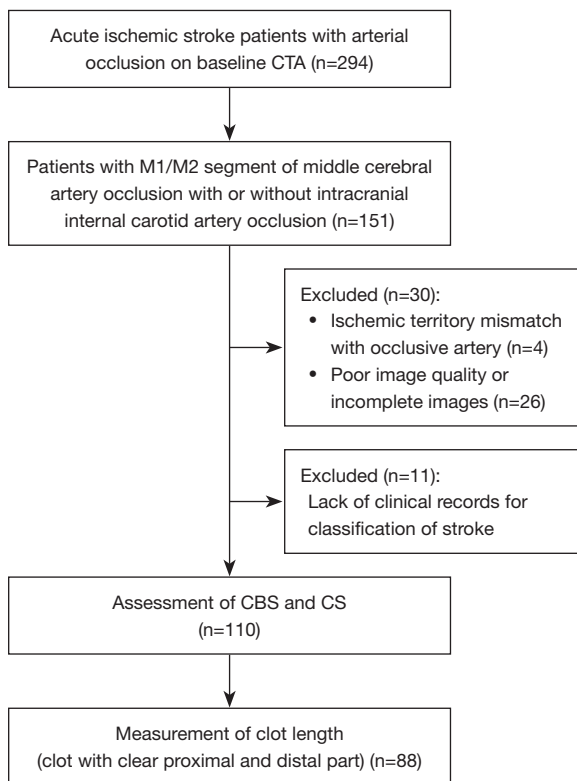 Acute ischemic stroke patients with arterial
occlusion on baseline CTA (n=294)
Patients with M1/M2 segment of middle cerebral
artery occlusion with or without intracranial
internal carotid artery occlusion (n=151)
Excluded (n=30):
• Ischemic territory mismatch
with occlusive artery (n=4)
• Poor image quality or
incomplete images (n=26)
Excluded (n=11):
Lack of clinical records for
classification of stroke
Assessment of CBS and CS
(n=110)
Measurement of clot length
(clot with clear proximal and distal part) (n=88)